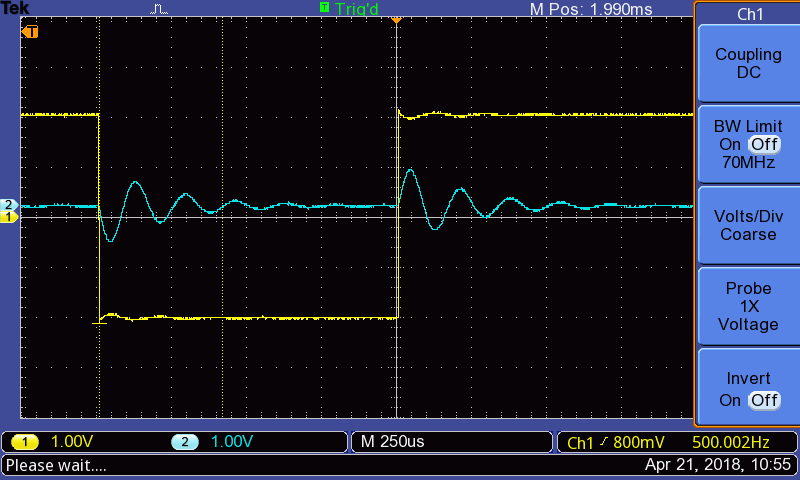 Tek
T Trig'd
M Pos: 1.990ms
Ch1
T
Coupling
DC
BW Limit
On Off
70MHz
2
1
Volts/Div
Coarse
Probe
1X
Voltage
Invert
On Off
1 1.00V
2 1.00V
M 250us
Ch1 800mV 500.002Hz
Please wait....
Apr 21, 2018, 10:55